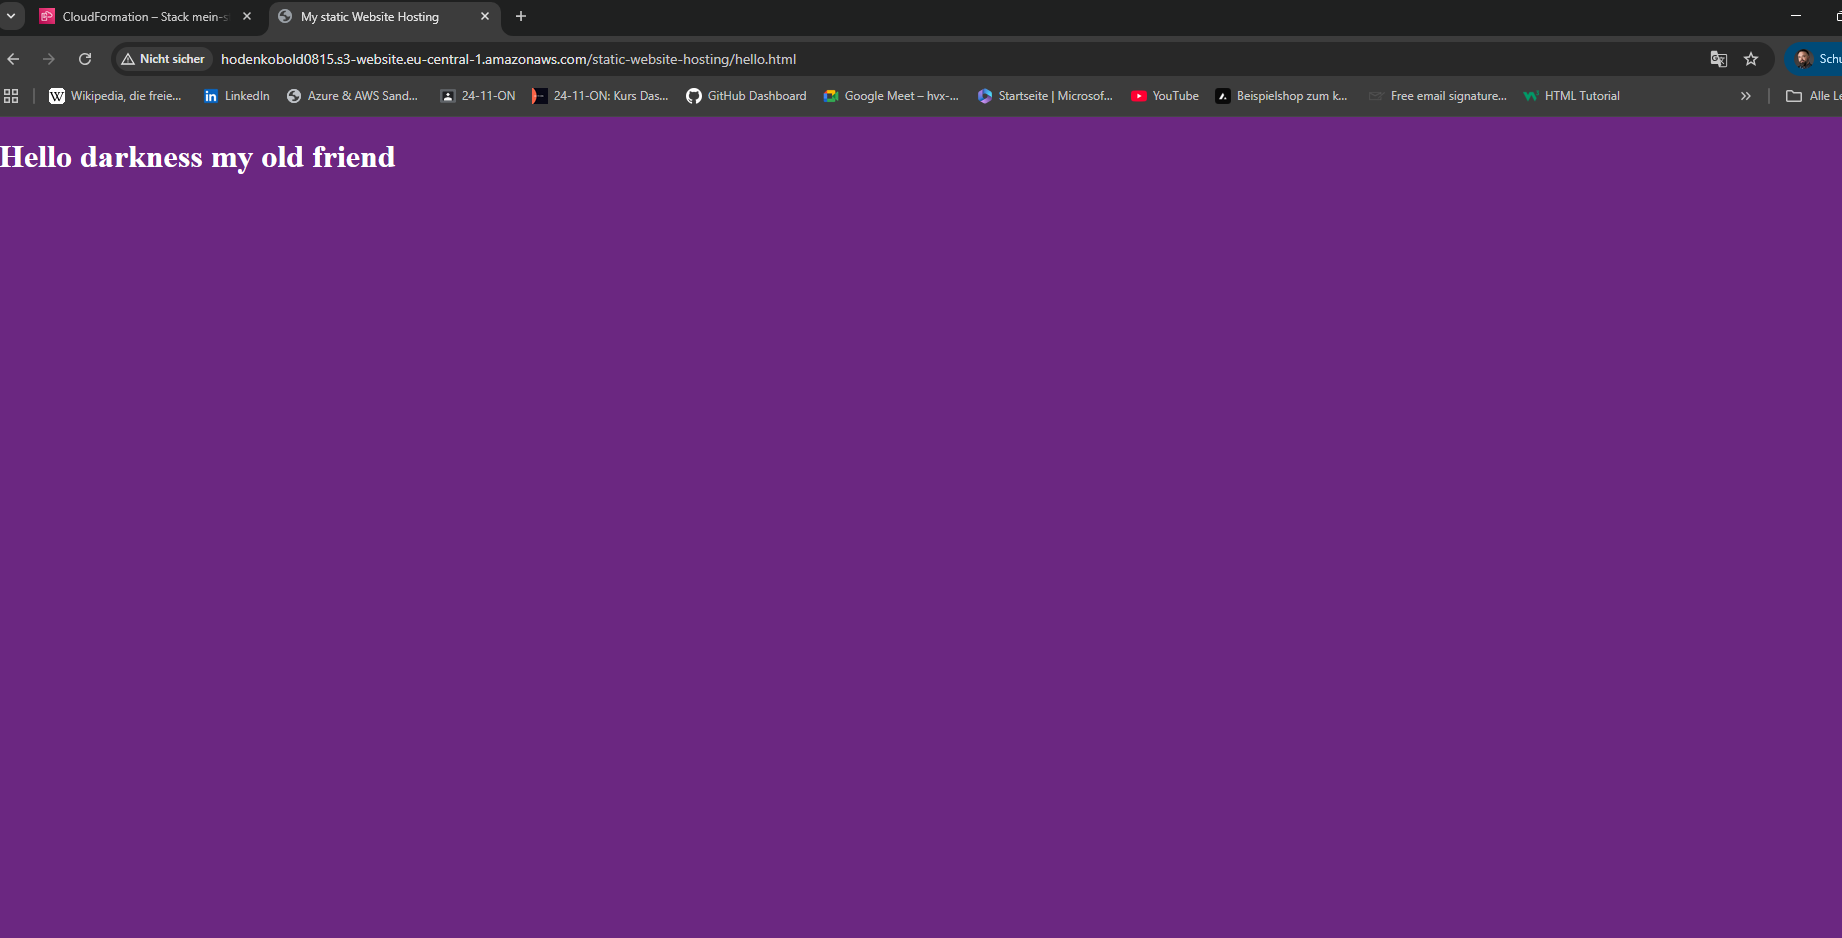 CloudFormation – Stack mein-s
My static Website Hosting
Nicht sicher
hodenkobold0815.s3-website.eu-central-1.amazonaws.com/static-website-hosting/hello.html
Schu
Wikipedia, die freie...
LinkedIn
Azure & AWS Sand...
24-11-ON
24-11-ON: Kurs Das...
GitHub Dashboard
Google Meet – hvx-...
Startseite | Microsof...
YouTube
Beispielshop zum k...
Free email signature...
HTML Tutorial
Alle Le
Hello darkness my old friend